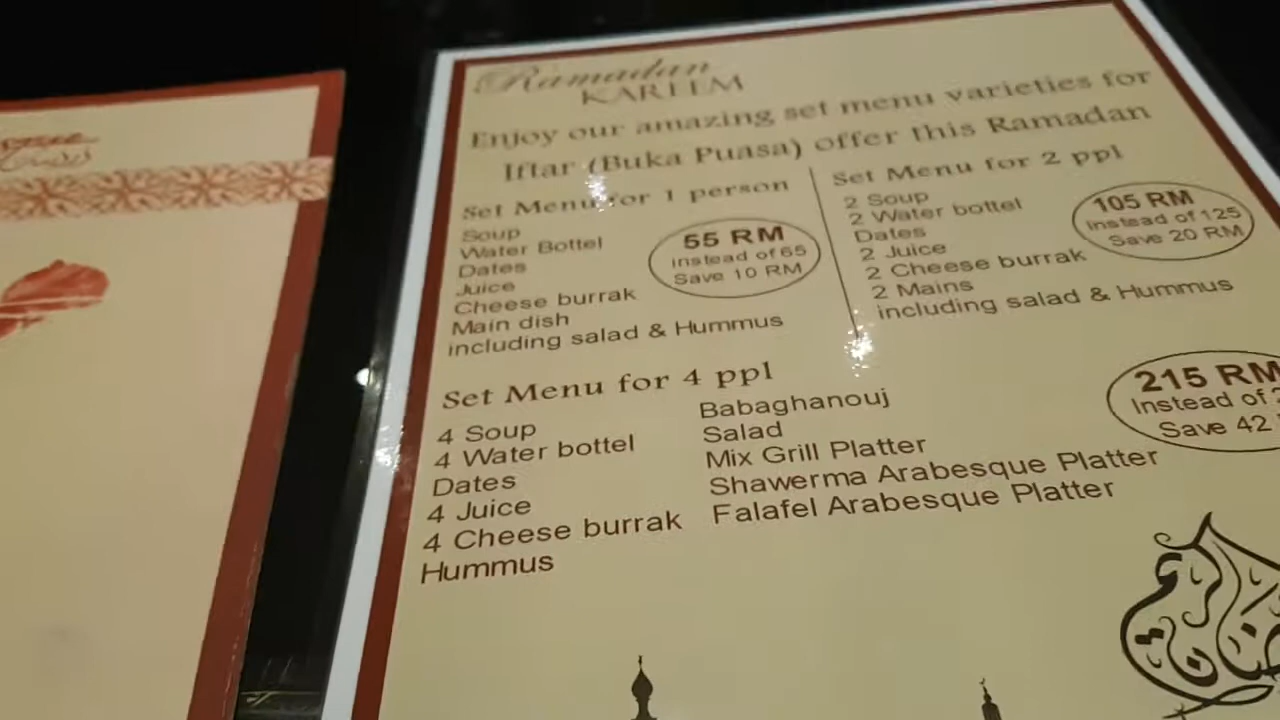 Ramadan
KAREEM
Enjoy our amazing set menu varieties for
Iftar (Buka Puasa) offer this Ramadan
Set Menu for 1 person
Soup
Water Bottel
Dates
Juice
Cheese burrak
Main dish
including salad & Hummus
55 RM
instead of 65
Save 10 RM
Set Menu for 2 ppl
2 Soup
2 Water bottel
Dates
2 Juice
2 Cheese burrak
2 Mains
including salad & Hummus
105 RM
instead of 125
Save 20 RM
Set Menu for 4 ppl
4 Soup
4 Water bottel
Dates
4 Juice
4 Cheese burrak
Hummus
Babaghanouj
Salad
Mix Grill Platter
Shawerma Arabesque Platter
Falafel Arabesque Platter
215 RM
Instead of
Save 42